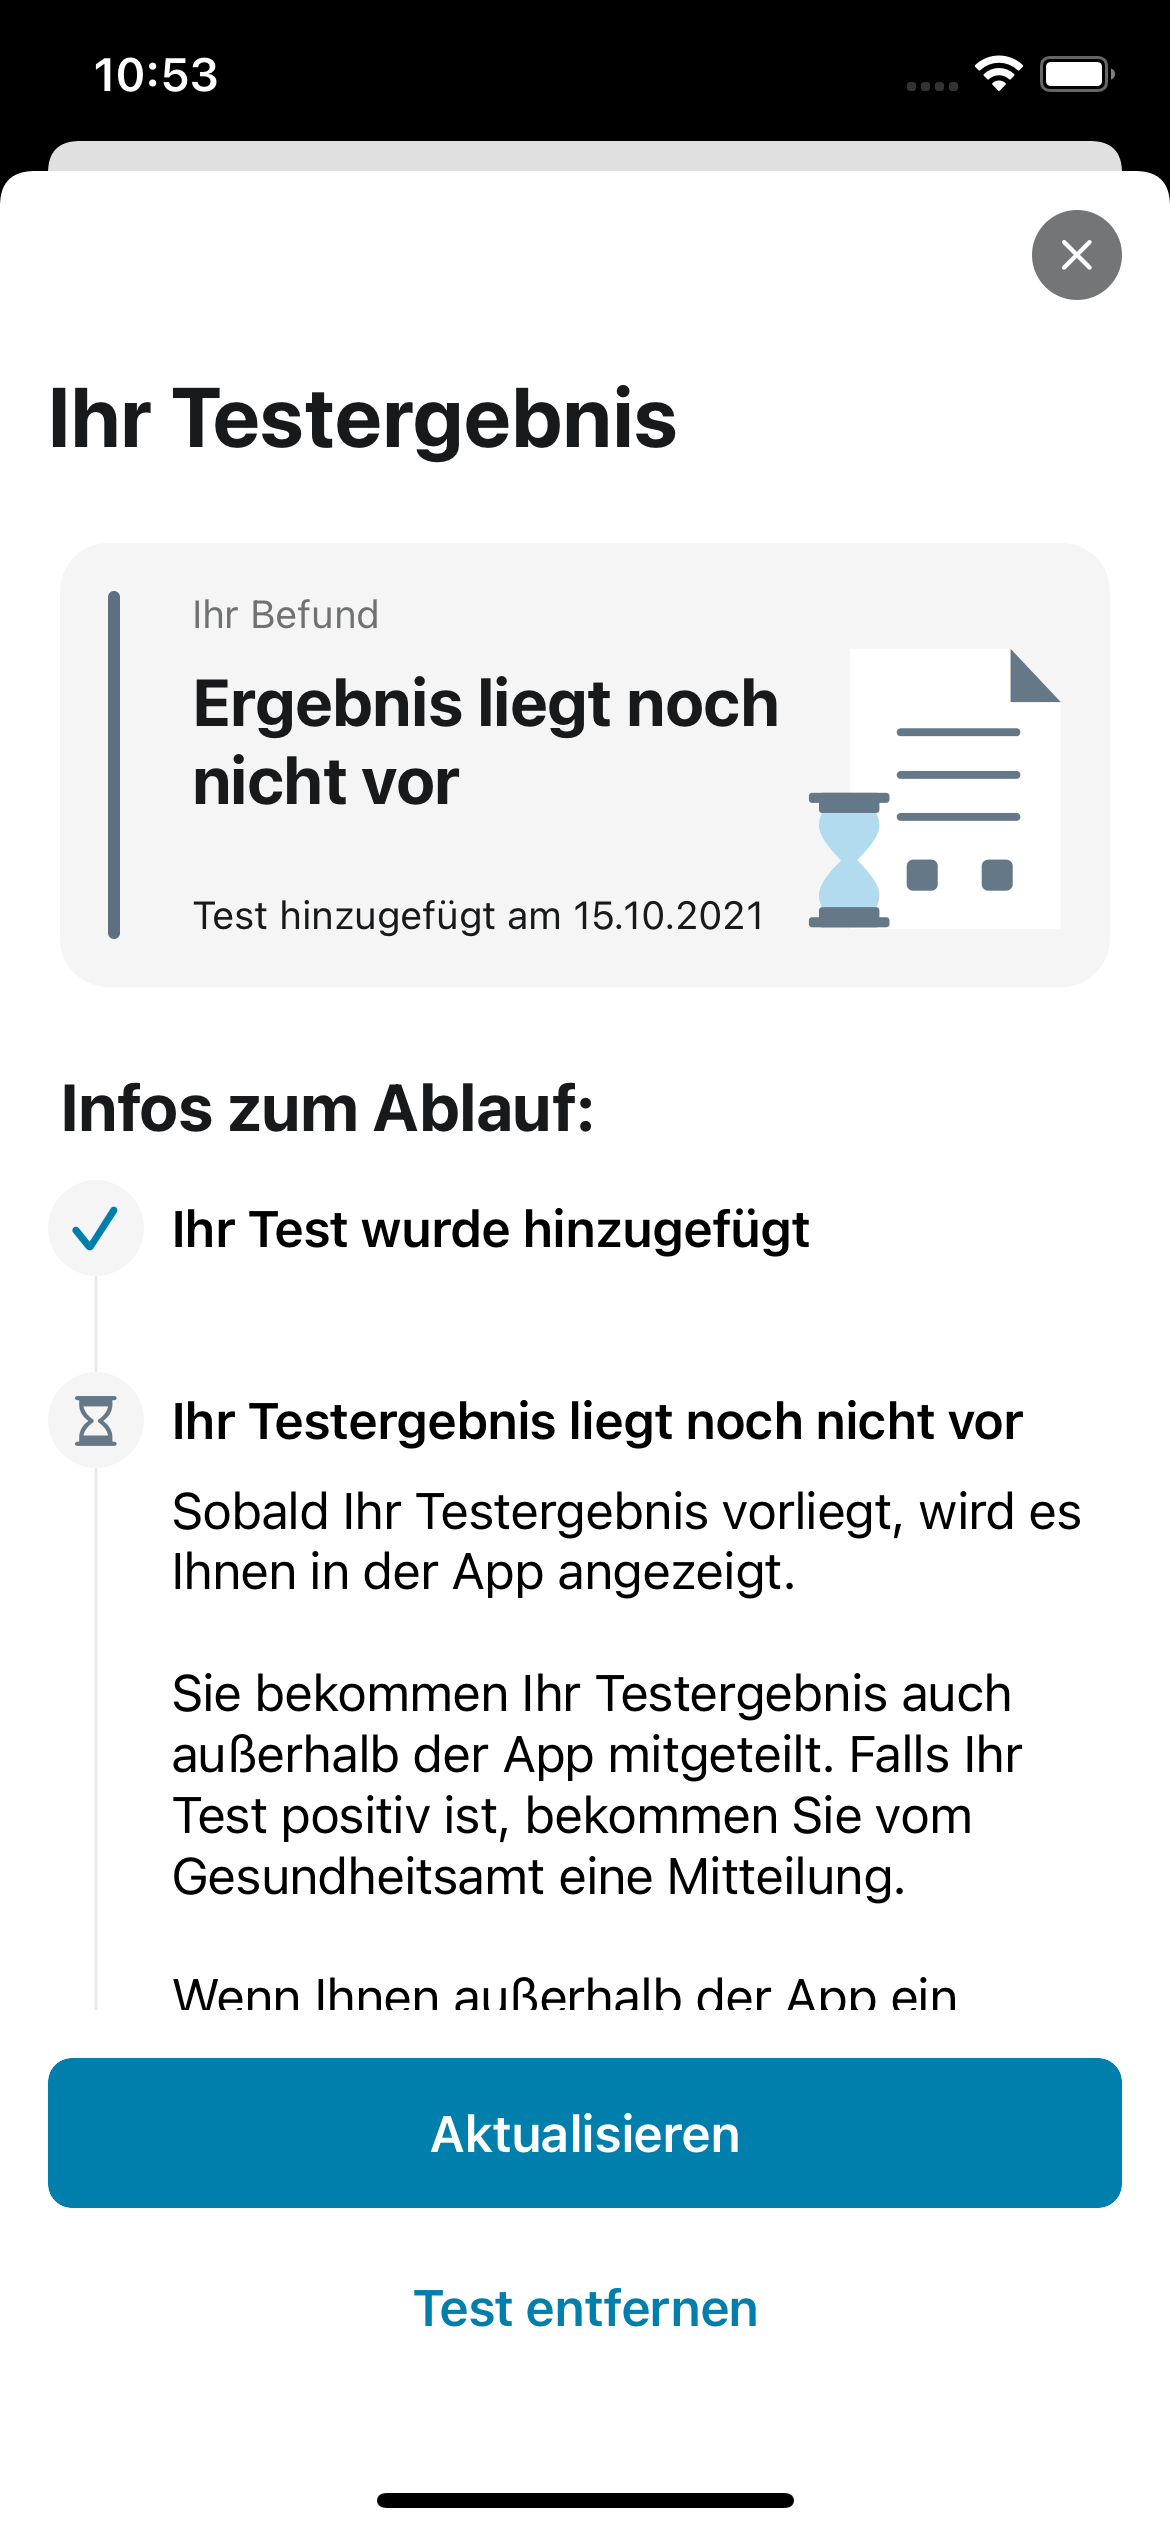 10:53
Ihr Testergebnis
Ihr Befund
Ergebnis liegt noch
nicht vor
Test hinzugefügt am 15.10.2021
Infos zum Ablauf:
Ihr Test wurde hinzugefügt
Ihr Testergebnis liegt noch nicht vor
Sobald Ihr Testergebnis vorliegt, wird es
Ihnen in der App angezeigt.
Sie bekommen Ihr Testergebnis auch
außerhalb der App mitgeteilt. Falls Ihr
Test positiv ist, bekommen Sie vom
Gesundheitsamt eine Mitteilung.
Wenn Ihnen außerhalb der App ein
Aktualisieren
Test entfernen